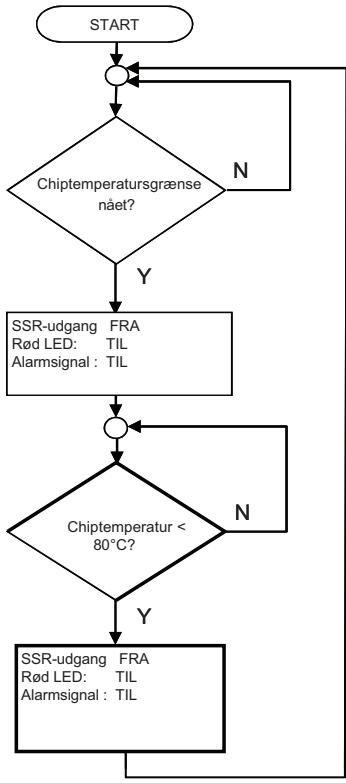 START
Chiptemperatursgrænse
nået?
N
Y
SSR-udgang FRA
Rød LED: TIL
Alarmsignal : TIL
Chiptemperatur <
80°C?
N
Y
SSR-udgang FRA
Rød LED: TIL
Alarmsignal : TIL